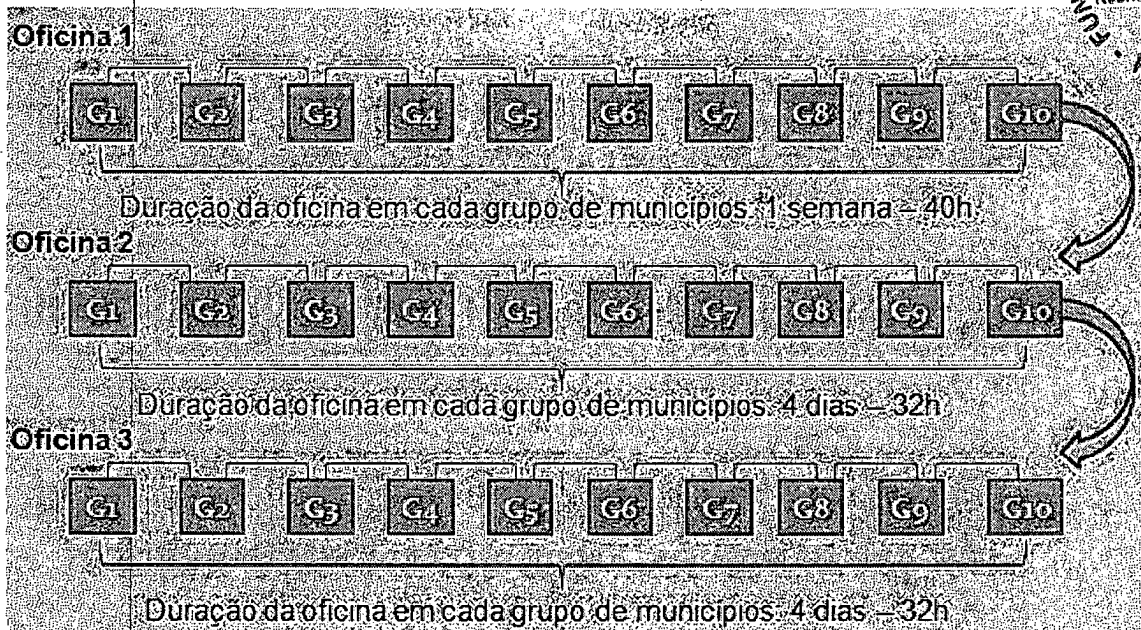 Oficina 1
G1 G2 G3 G4 G5 G6 G7 G8 G9 G10
Duração da oficina em cada grupo de municípios: 1 semana – 40h
Oficina 2
G1 G2 G3 G4 G5 G6 G7 G8 G9 G10
Duração da oficina em cada grupo de municípios: 4 dias – 32h
Oficina 3
G1 G2 G3 G4 G5 G6 G7 G8 G9 G10
Duração da oficina em cada grupo de municípios: 4 dias – 32h